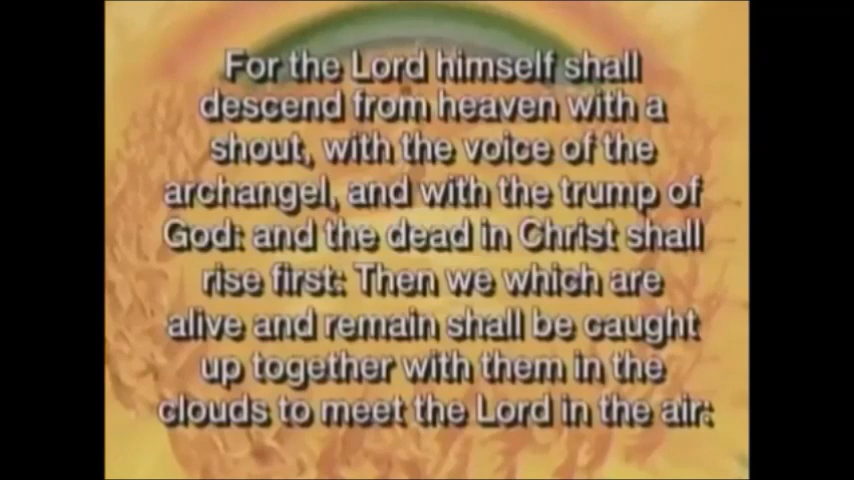 For the Lord himself shall
descend from heaven with a
shout, with the voice of the
archangel, and with the trump of
God: and the dead in Christ shall
rise first: Then we which are
alive and remain shall be caught
up together with them in the
clouds to meet the Lord in the air: